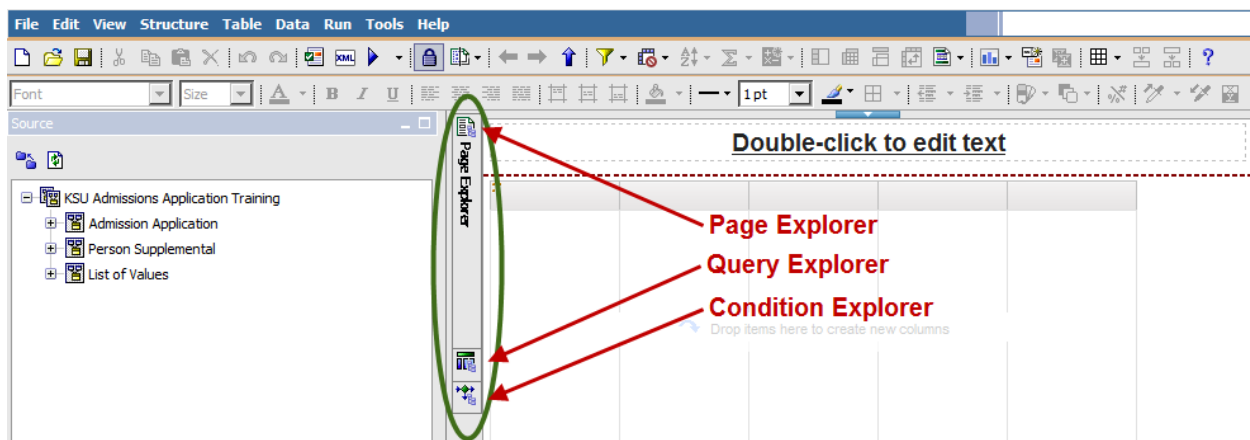 File Edit View Structure Table Data Run Tools Help
XML
Font Size A B I U 1 pt
Source
Page Explorer
Double-click to edit text
KSU Admissions Application Training
Admission Application
Person Supplemental
List of Values
Page Explorer
Query Explorer
Condition Explorer
Drop items here to create new columns